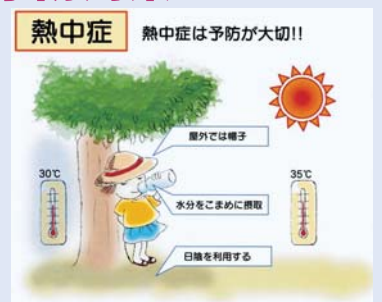 熱中症
熱中症は予防が大切!!
屋外では帽子
30℃
35℃
水分をこまめに摂取
日陰を利用する